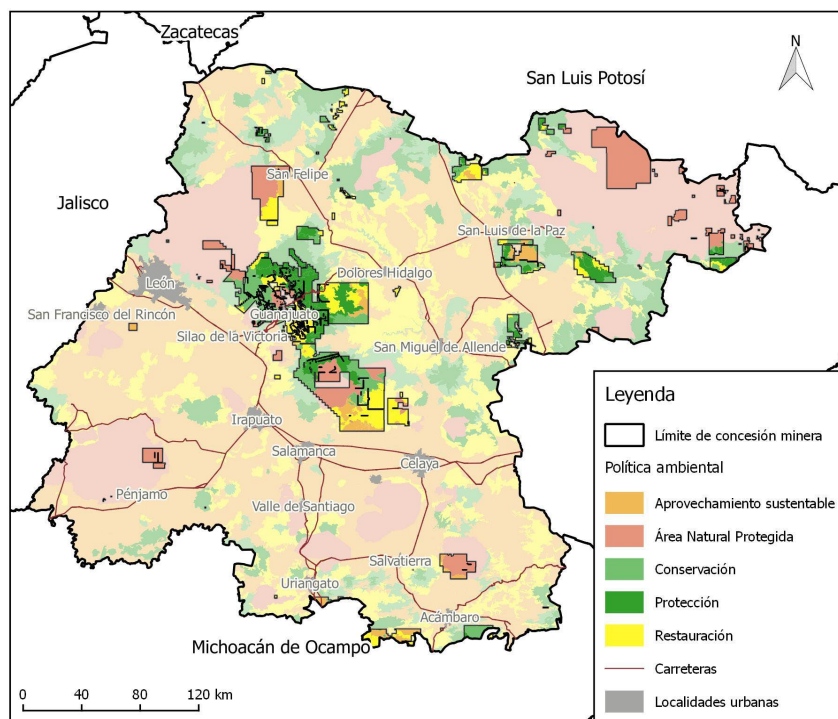 Zacatecas
N
San Luis Potosí
San Felipe
Jalisco
San Luis de la Paz
Dolores Hidalgo
León
San Francisco del Rincón
Guanajuato
Silao de la Victoria
San Miguel de Allende
Irapuato
Salamanca
Celaya
Pénjamo
Valle de Santiago
Salvatierra
Uriangato
Acámbaro
Michoacán de Ocampo
0 40 80 120 km
Leyenda
Límite de concesión minera
Política ambiental
Aprovechamiento sustentable
Área Natural Protegida
Conservación
Protección
Restauración
Carreteras
Localidades urbanas